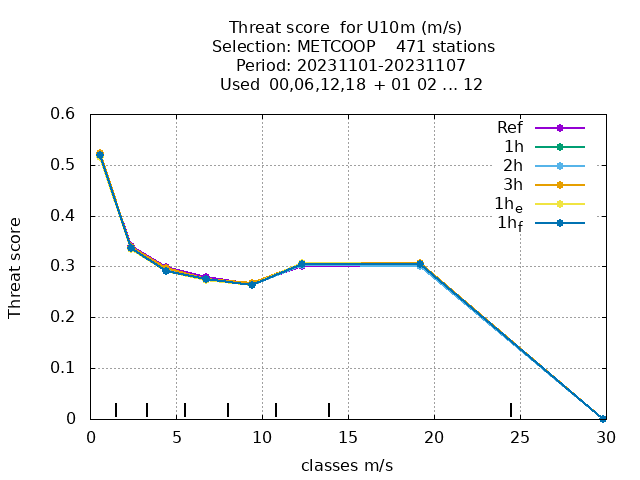 Threat score for U10m (m/s)
Selection: METCOOP 471 stations
Period: 20231101-20231107
Used 00,06,12,18 + 01 02 ... 12
0.6
0.5
0.4
0.3
0.2
0.1
0
Threat score
Ref
1h
2h
3h
1he
1hf
0 5 10 15 20 25 30
classes m/s